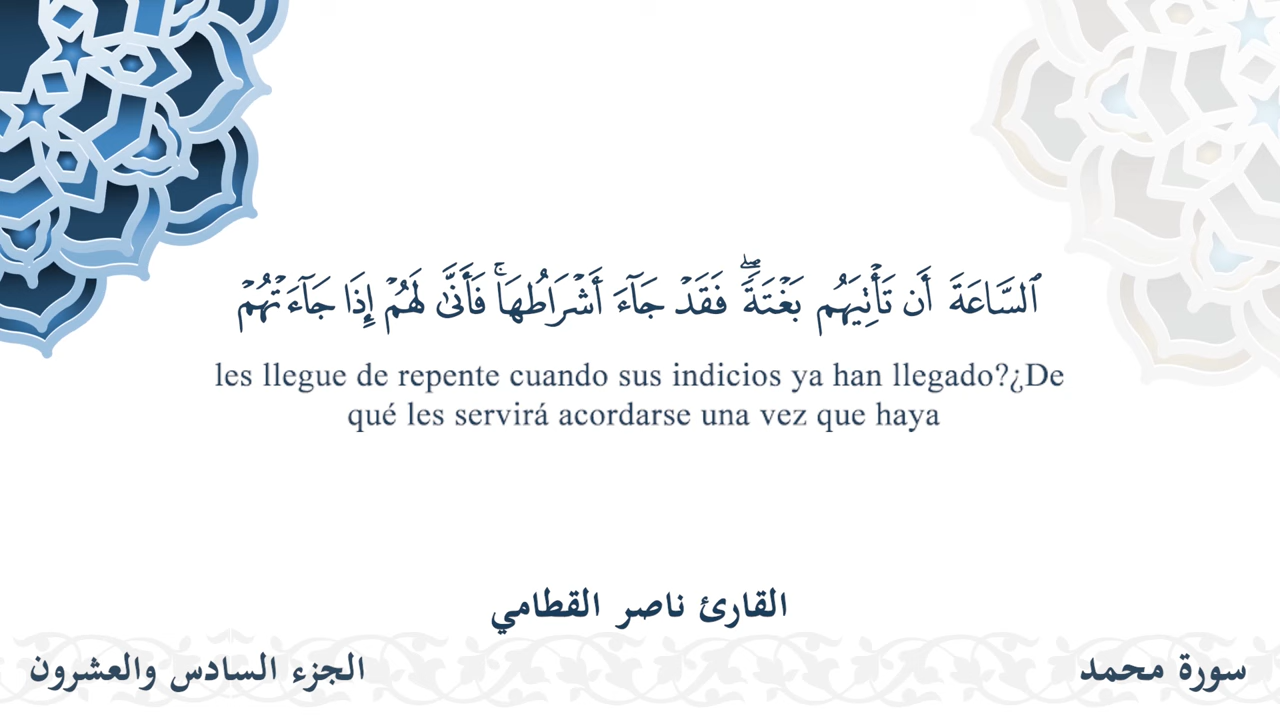 ٱلسَّاعَةَ أَن تَأْتِيَهُم بَغْتَةًۖ فَقَدْ جَآءَ أَشْرَاطُهَاۚ فَأَنَّىٰ لَهُمْ إِذَا جَآءَتْهُمْ
les llegue de repente cuando sus indicios ya han llegado?¿De
qué les servirá acordarse una vez que haya
القارئ ناصر القطامي
سورة محمد
الجزء السادس والعشرون